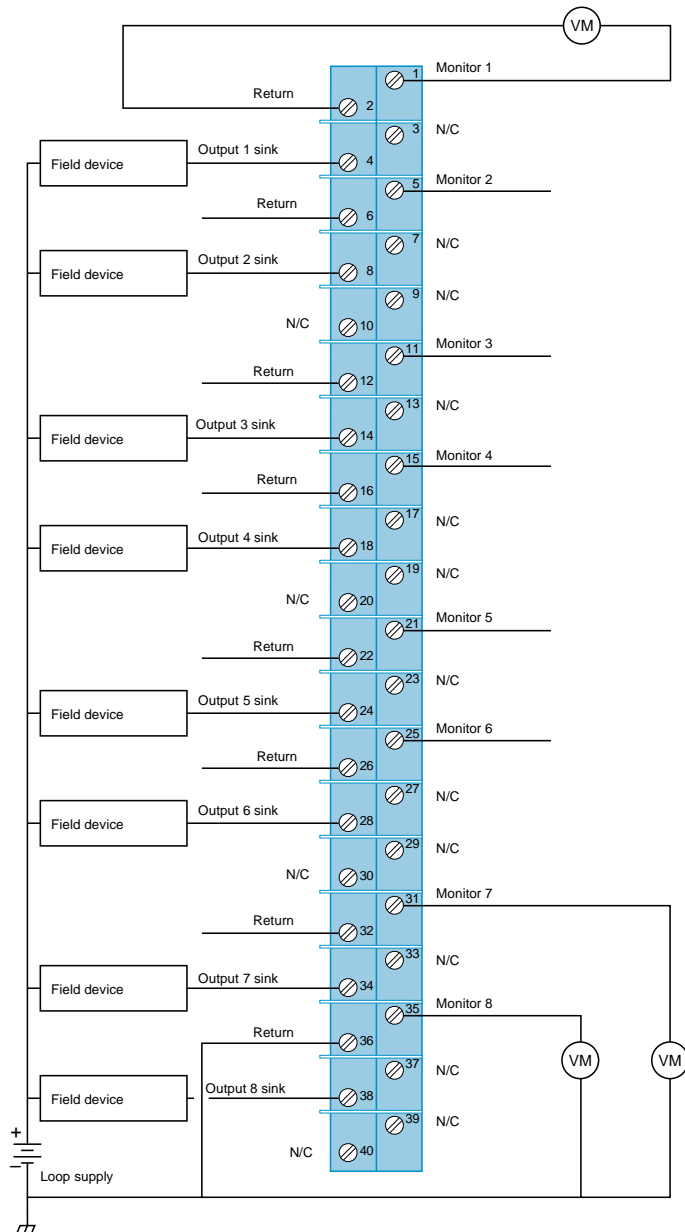 VM
1 Monitor 1
Return 2
3 N/C
Field device Output 1 sink 4
5 Monitor 2
Return 6
7 N/C
Field device Output 2 sink 8
9 N/C
N/C 10
11 Monitor 3
Return 12
13 N/C
Field device Output 3 sink 14
15 Monitor 4
Return 16
17 N/C
Field device Output 4 sink 18
19 N/C
N/C 20
21 Monitor 5
Return 22
23 N/C
Field device Output 5 sink 24
25 Monitor 6
Return 26
27 N/C
Field device Output 6 sink 28
29 N/C
N/C 30
31 Monitor 7
Return 32
33 N/C
Field device Output 7 sink 34
35 Monitor 8
Return 36
VM VM
37 N/C
Field device Output 8 sink 38
39 N/C
+
N/C 40
–
Loop supply